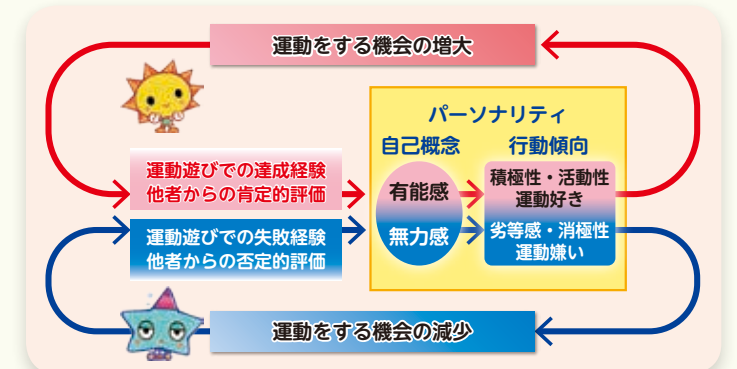 運動をする機会の増大
パーソナリティ
自己概念
行動傾向
運動遊びでの達成経験
他者からの肯定的評価
有能感
積極性・活動性
運動好き
運動遊びでの失敗経験
他者からの否定的評価
無力感
劣等感・消極性
運動嫌い
運動をする機会の減少